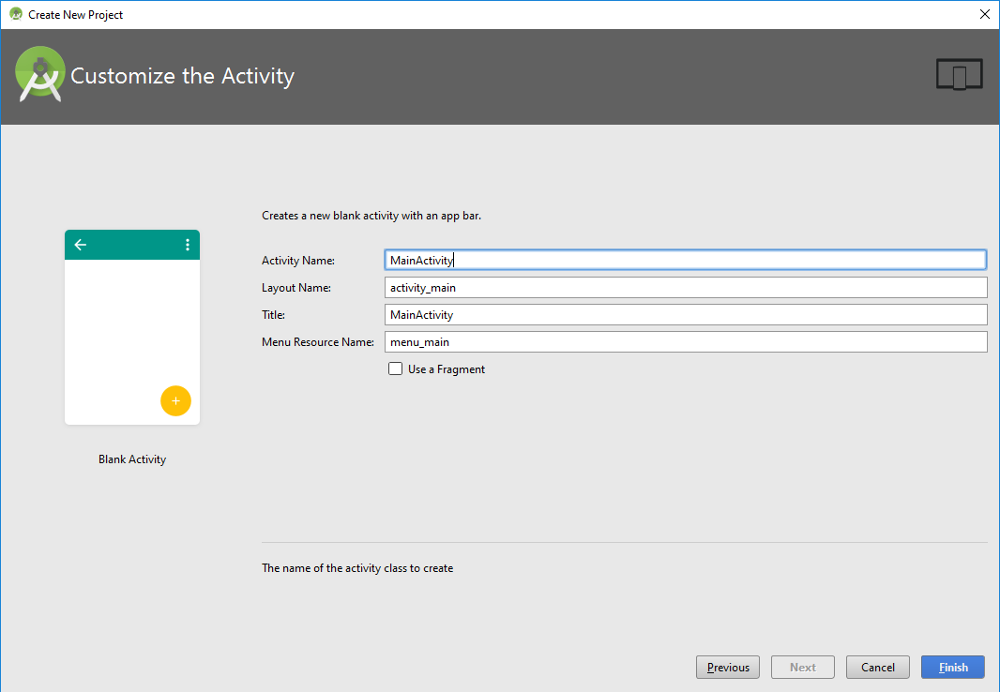 Create New Project
Customize the Activity
Creates a new blank activity with an app bar.
Activity Name: MainActivity
Layout Name: activity_main
Title: MainActivity
Menu Resource Name: menu_main
Use a Fragment
Blank Activity
The name of the activity class to create
Previous Next Cancel Finish